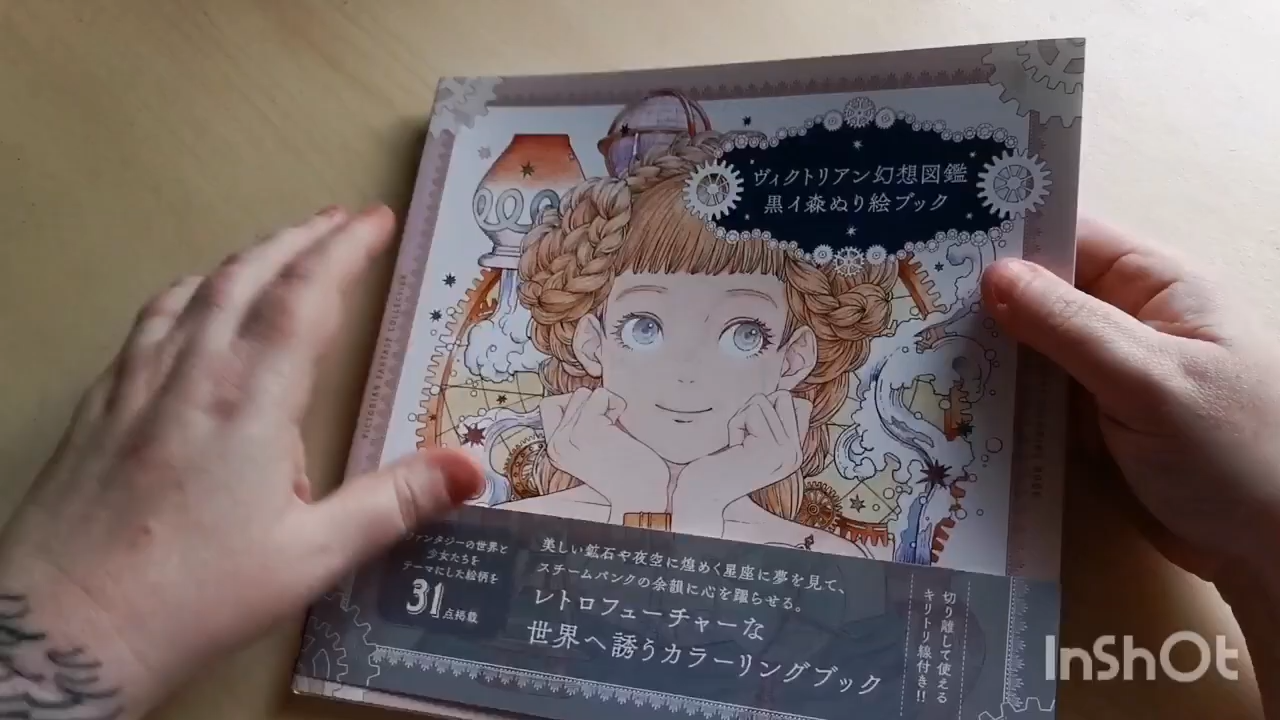 ヴィクトリアン幻想図鑑
黒イ森ぬり絵ブック
VICTORIAN FANTASY COLLECTION
ファンタジーの世界と
少女たちを
テーマにした絵柄を
31点掲載
美しい鉱石や夜空に煌めく星座に夢を見て、
スチームパンクの余韻に心を躍らせる。
レトロフューチャーな
世界へ誘うカラーリングブック
切り離して使える
キリトリ線付き!!
InShOt